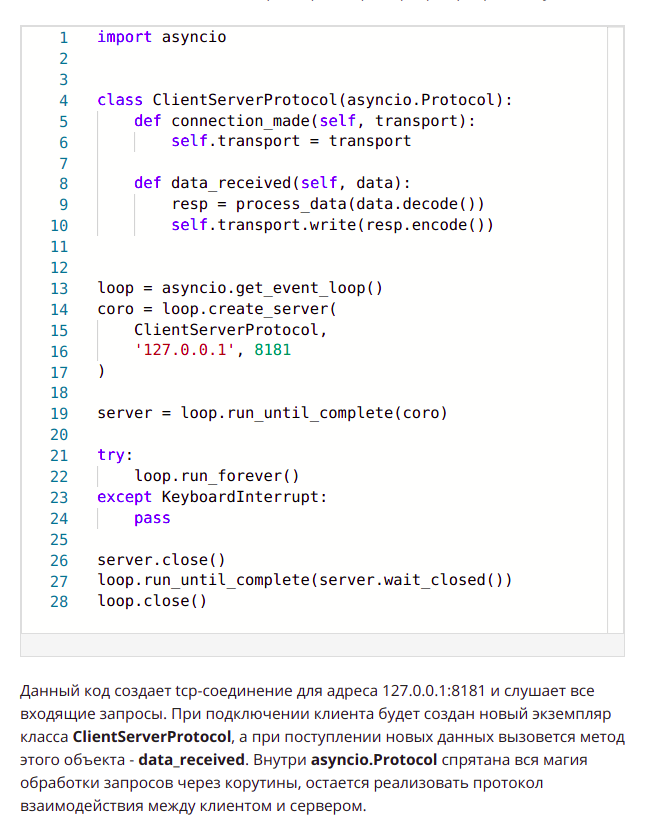 1 import asyncio
2
3
4 class ClientServerProtocol(asyncio.Protocol):
5     def connection_made(self, transport):
6         self.transport = transport
7
8     def data_received(self, data):
9         resp = process_data(data.decode())
10         self.transport.write(resp.encode())
11
12
13 loop = asyncio.get_event_loop()
14 coro = loop.create_server(
15     ClientServerProtocol,
16     '127.0.0.1', 8181
17 )
18
19 server = loop.run_until_complete(coro)
20
21 try:
22     loop.run_forever()
23 except KeyboardInterrupt:
24     pass
25
26 server.close()
27 loop.run_until_complete(server.wait_closed())
28 loop.close()
Данный код создает tcp-соединение для адреса 127.0.0.1:8181 и слушает все
входящие запросы. При подключении клиента будет создан новый экземпляр
класса ClientServerProtocol, а при поступлении новых данных вызовется метод
этого объекта - data_received. Внутри asyncio.Protocol спрятана вся магия
обработки запросов через корутины, остается реализовать протокол
взаимодействия между клиентом и сервером.